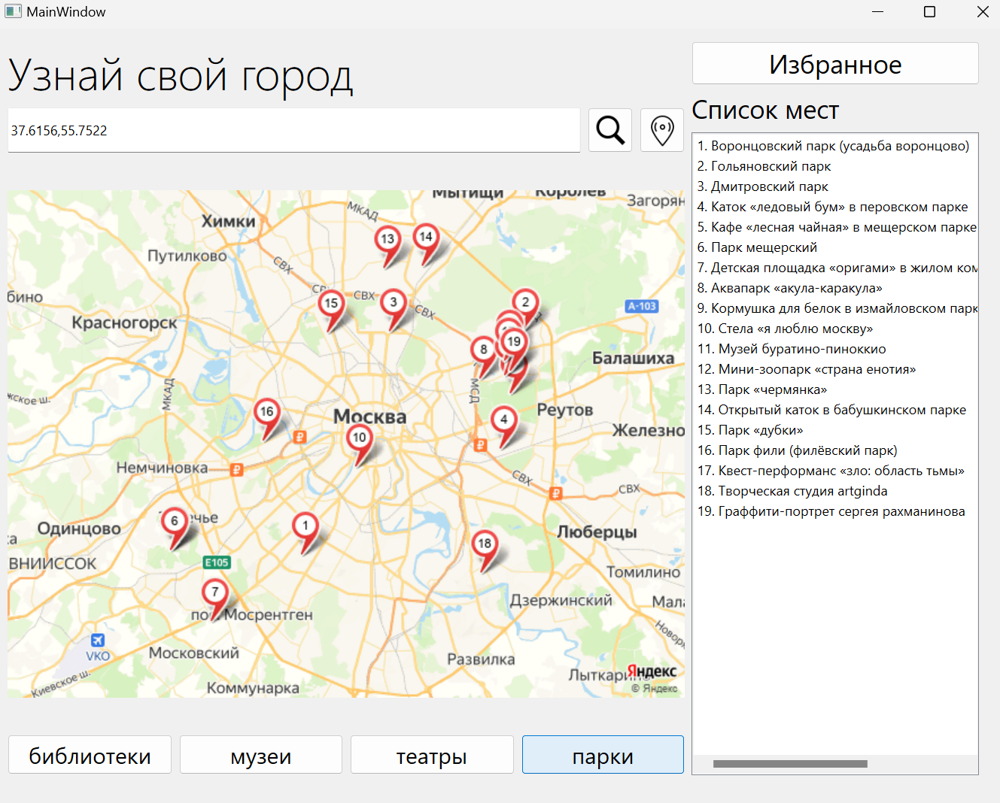 MainWindow
Узнай свой город
37.6156,55.7522
Избранное
Список мест
1. Воронцовский парк (усадьба воронцово)
2. Гольяновский парк
3. Дмитровский парк
4. Каток «ледовый бум» в перовском парке
5. Кафе «лесная чайная» в мещерском парке
6. Парк мещерский
7. Детская площадка «оригами» в жилом ком
8. Аквапарк «акула-каракула»
9. Кормушка для белок в измайловском парк
10. Стела «я люблю москву»
11. Музей буратино-пиноккио
12. Мини-зоопарк «страна енотия»
13. Парк «чермянка»
14. Открытый каток в бабушкинском парке
15. Парк «дубки»
16. Парк фили (филёвский парк)
17. Квест-перформанс «зло: область тьмы»
18. Творческая студия artginda
19. Граффити-портрет сергея рахманинова
Мытищи
Королёв
Загорян
МКАД
Химки
13
14
Путилково
СВХ
бино
15
СВХ
3
СВХ
2
А-103
Красногорск
19
8
Балашиха
МКАД
жское ш.
МСД
16
Москва
4
Реутов
10
Железно
Немчиновка
СВХ
СВХ
6
чье
1
Одинцово
ка
18
Люберцы
ВНИИССОК
E105
Томилино
7
Мосрентген
Дзержинский
Мала
VKO
Московский
Развилка
Новоря
Лыткарино
Яндекс
© Яндекс
Киевское ш.
Коммунарка
библиотеки
музеи
театры
парки